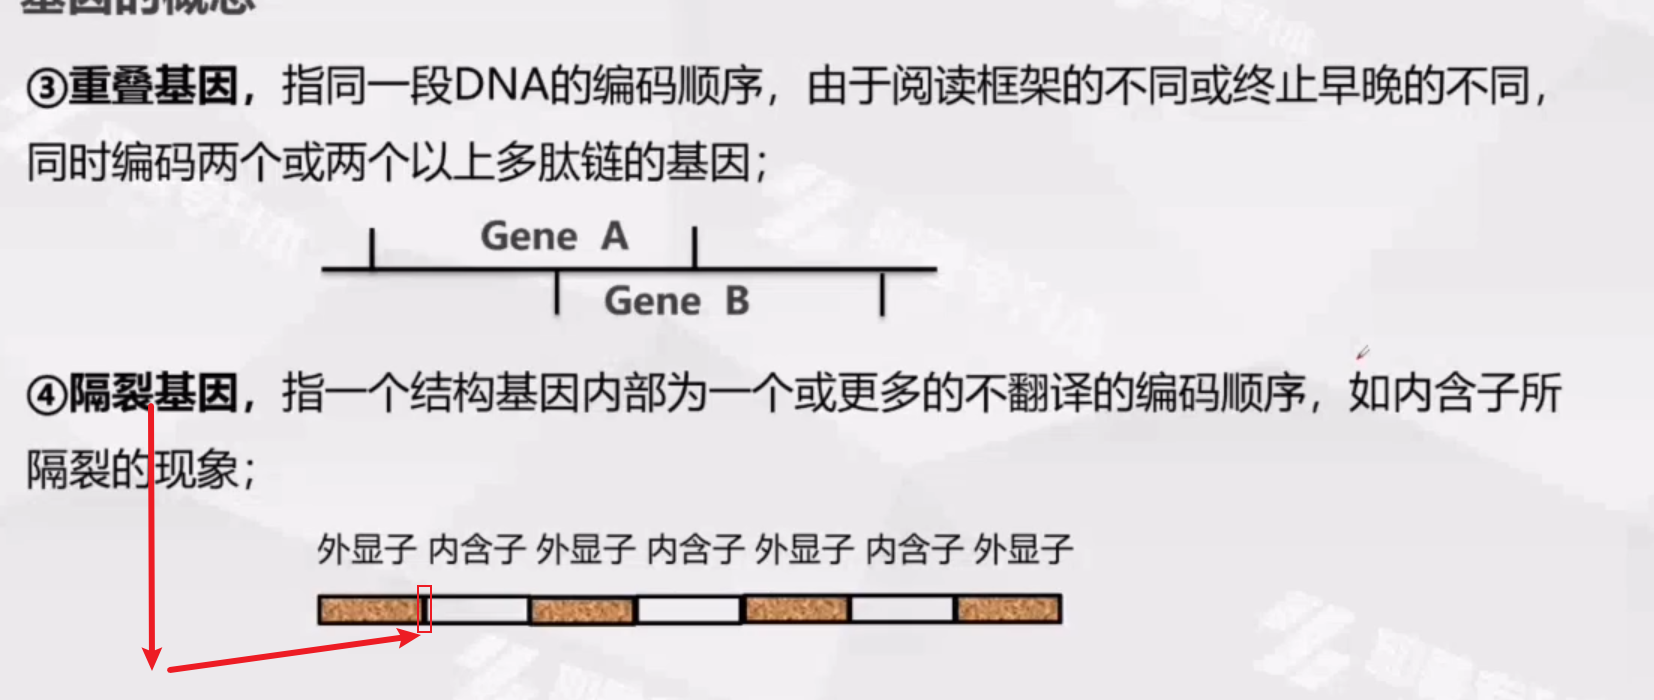 基因的概念
③重叠基因，指同一段DNA的编码顺序，由于阅读框架的不同或终止早晚的不同，
同时编码两个或两个以上多肽链的基因；
Gene A
Gene B
④隔裂基因，指一个结构基因内部为一个或更多的不翻译的编码顺序，如内含子所
隔裂的现象；
外显子 内含子 外显子 内含子 外显子 内含子 外显子